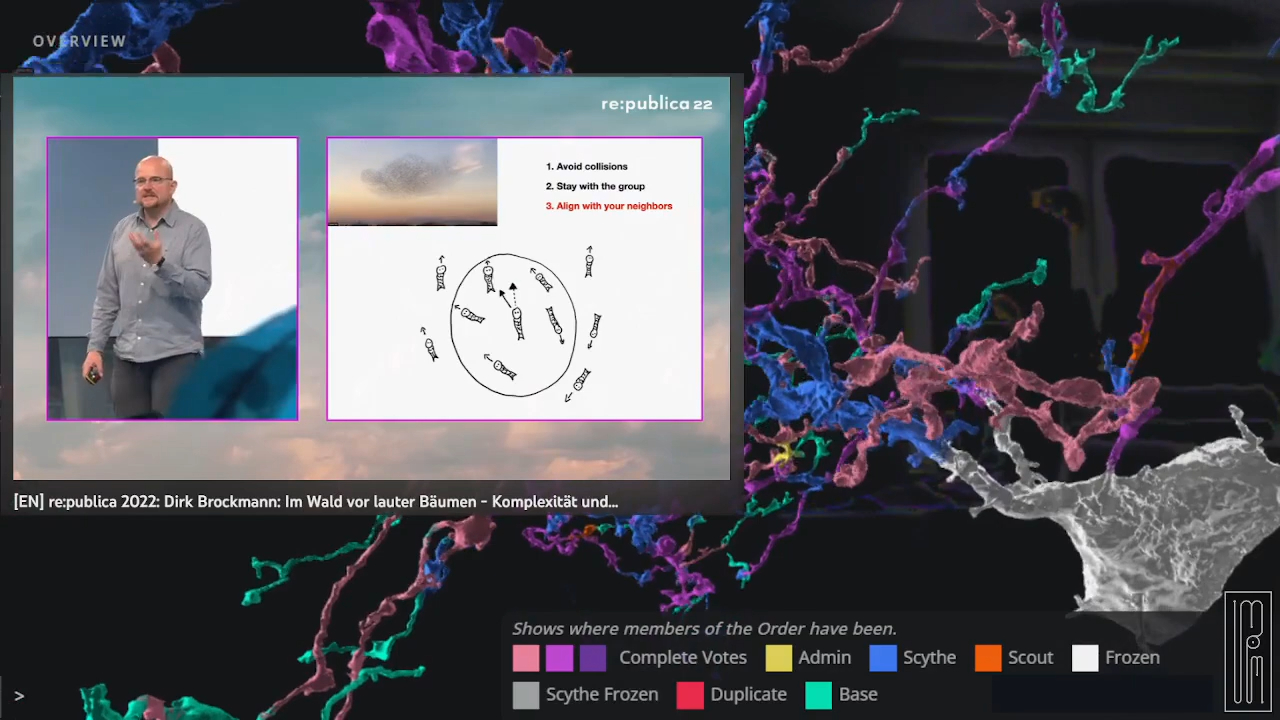 OVERVIEW
re:publica 22
1. Avoid collisions
2. Stay with the group
3. Align with your neighbors
[EN] re:publica 2022: Dirk Brockmann: Im Wald vor lauter Bäumen - Komplexität und...
Shows where members of the Order have been.
Complete Votes Admin Scythe Scout Frozen
Scythe Frozen Duplicate Base
>